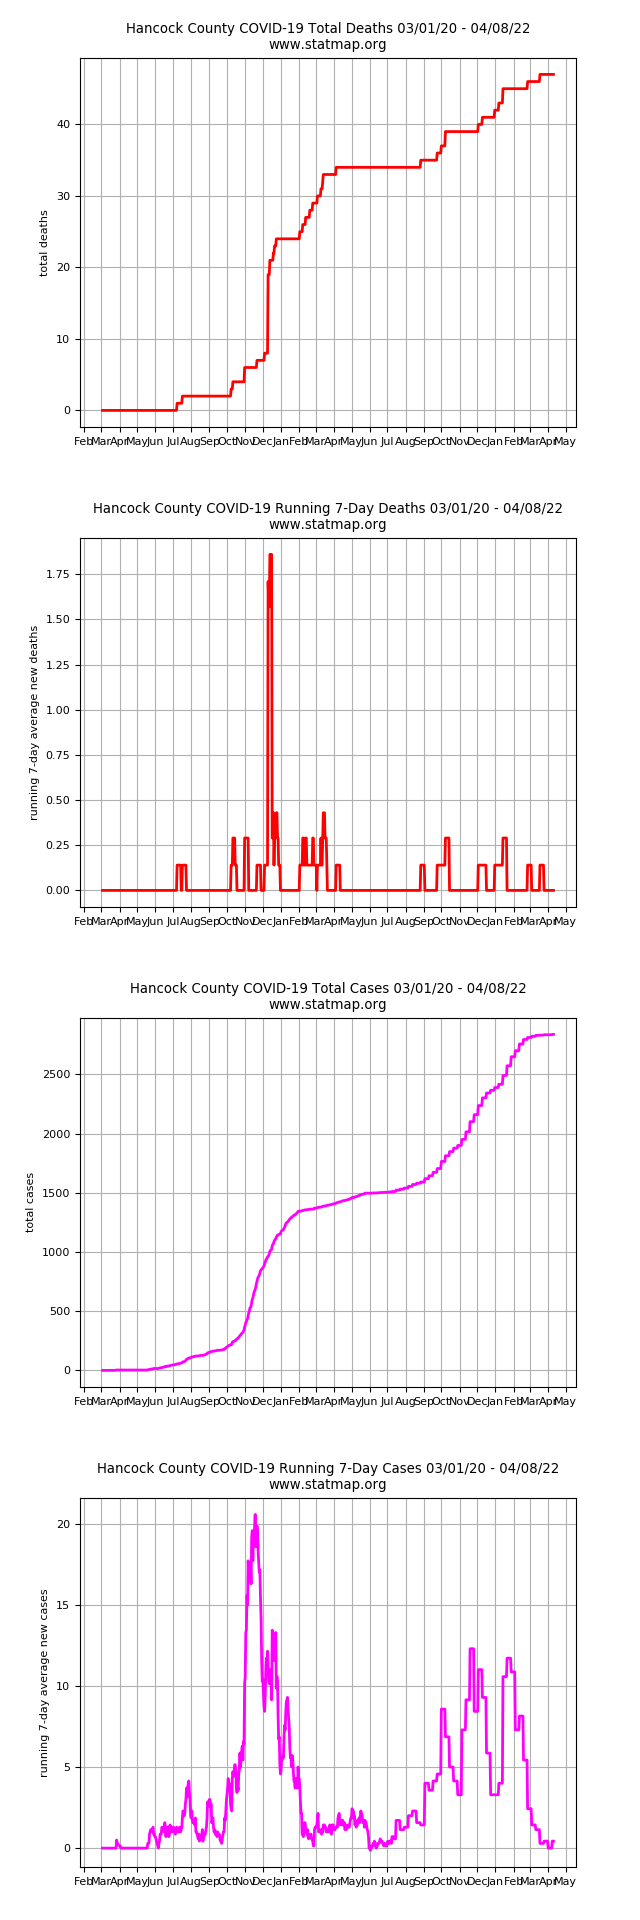 Hancock County COVID-19 Total Deaths 03/01/20 - 04/08/22
www.statmap.org
total deaths
40
30
20
10
0
Feb Mar Apr May Jun Jul Aug Sep Oct Nov Dec Jan Feb Mar Apr May Jun Jul Aug Sep Oct Nov Dec Jan Feb Mar Apr May
Hancock County COVID-19 Running 7-Day Deaths 03/01/20 - 04/08/22
www.statmap.org
running 7-day average new deaths
1.75
1.50
1.25
1.00
0.75
0.50
0.25
0.00
Feb Mar Apr May Jun Jul Aug Sep Oct Nov Dec Jan Feb Mar Apr May Jun Jul Aug Sep Oct Nov Dec Jan Feb Mar Apr May
Hancock County COVID-19 Total Cases 03/01/20 - 04/08/22
www.statmap.org
total cases
2500
2000
1500
1000
500
0
Feb Mar Apr May Jun Jul Aug Sep Oct Nov Dec Jan Feb Mar Apr May Jun Jul Aug Sep Oct Nov Dec Jan Feb Mar Apr May
Hancock County COVID-19 Running 7-Day Cases 03/01/20 - 04/08/22
www.statmap.org
running 7-day average new cases
20
15
10
5
0
Feb Mar Apr May Jun Jul Aug Sep Oct Nov Dec Jan Feb Mar Apr May Jun Jul Aug Sep Oct Nov Dec Jan Feb Mar Apr May